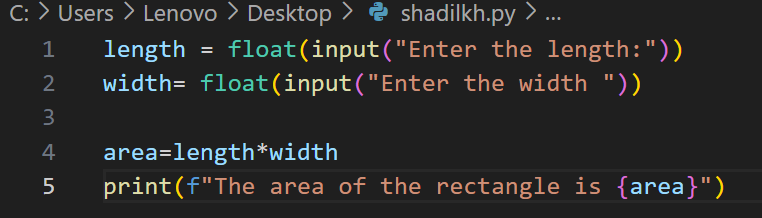 C: > Users > Lenovo > Desktop > shadilkh.py > ...
1 length = float(input("Enter the length:"))
2 width= float(input("Enter the width "))
3
4 area=length*width
5 print(f"The area of the rectangle is {area}")